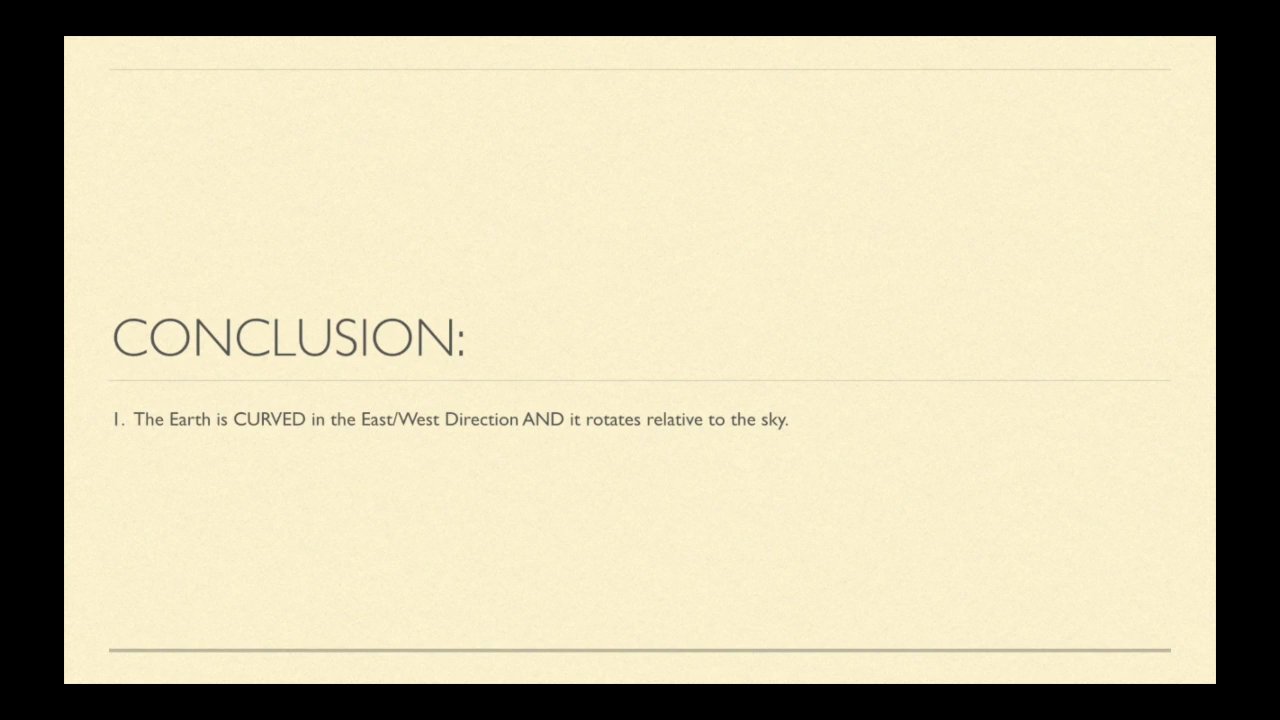 CONCLUSION:
1. The Earth is CURVED in the East/West Direction AND it rotates relative to the sky.